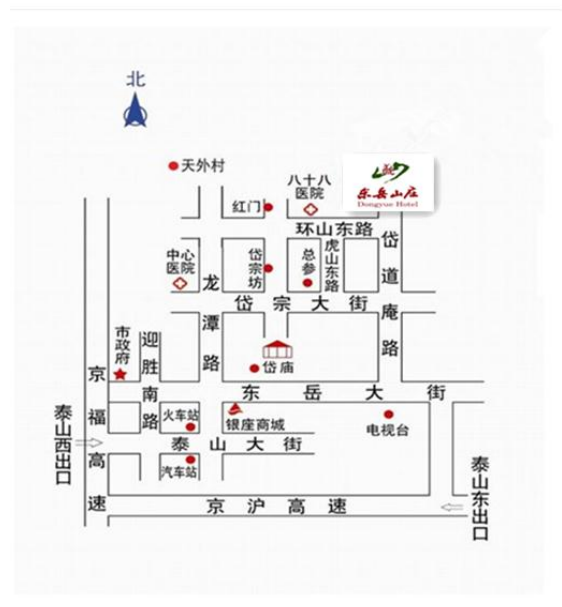 北
天外村
八十八
医院
东岳山庄
Dongyue Hotel
红门
环山东路
中心
医院
岱宗坊
总参
虎山东路
岱道庵路
龙潭路
岱宗大街
市政府
迎胜南路
岱庙
京福高速
东岳大街
火车站
银座商城
电视台
泰山西出口
泰山大街
汽车站
泰山东出口
京沪高速